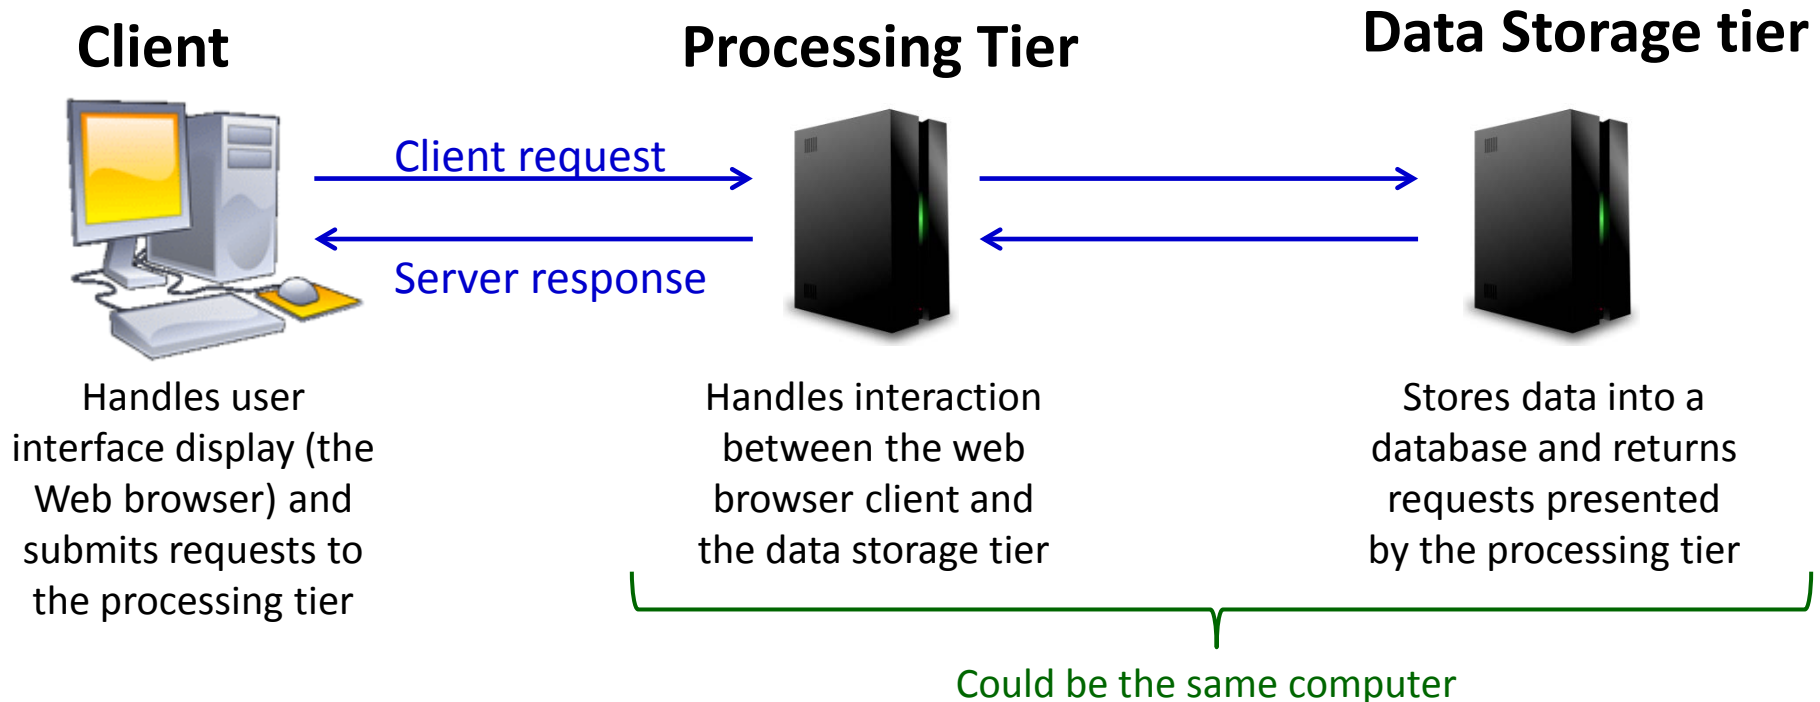 Client
Processing Tier
Data Storage tier
Client request
Server response
Handles user
interface display (the
Web browser) and
submits requests to
the processing tier
Handles interaction
between the web
browser client and
the data storage tier
Stores data into a
database and returns
requests presented
by the processing tier
Could be the same computer